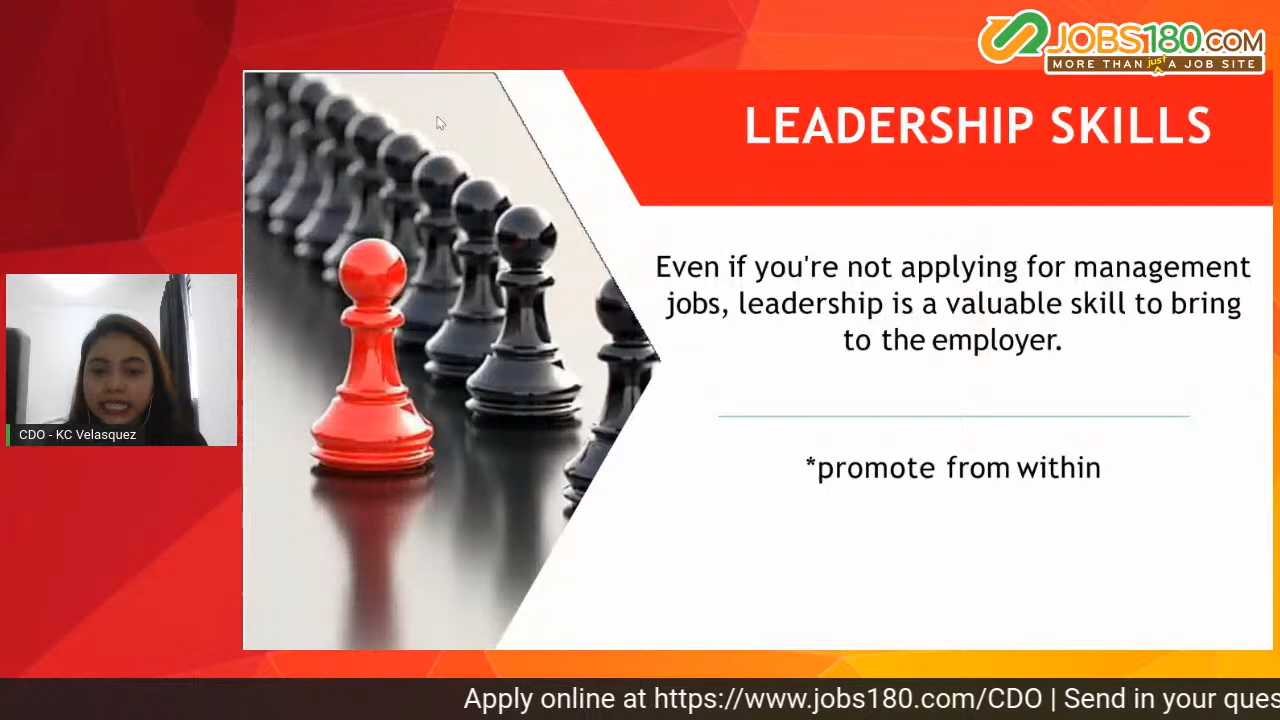 JOBS180.COM
MORE THAN just A JOB SITE
LEADERSHIP SKILLS
Even if you're not applying for management
jobs, leadership is a valuable skill to bring
to the employer.
*promote from within
CDO - KC Velasquez
Apply online at https://www.jobs180.com/CDO | Send in your ques